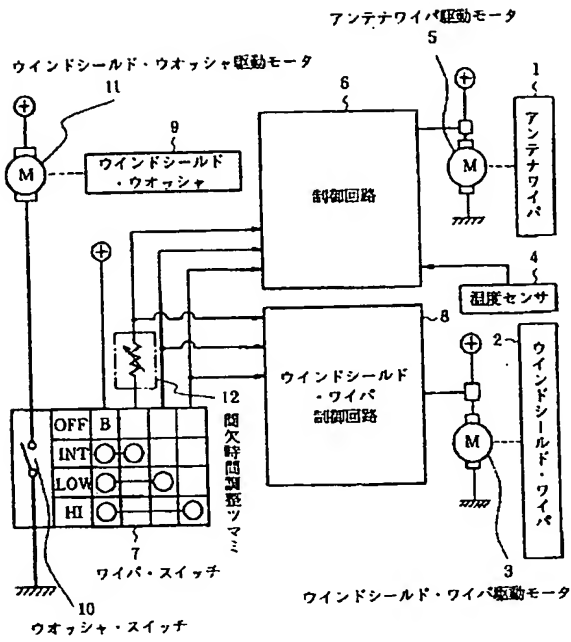 アンテナワイパ駆動モータ
5
ウインドシールド・ウオッシャ駆動モータ
11
6
1
アンテナワイパ
9
ウインドシールド
・ウオッシャ
M
M
制御回路
4
温度センサ
8
2
ウインドシールド・ワイパ
ウインドシールド
・ワイパ
制御回路
12
間欠時間調整ツマミ
M
OFF B
INT
LOW
HI
7
ワイパ・スイッチ
3
10
ウインドシールド・ワイパ駆動モータ
ウオッシャ・スイッチ